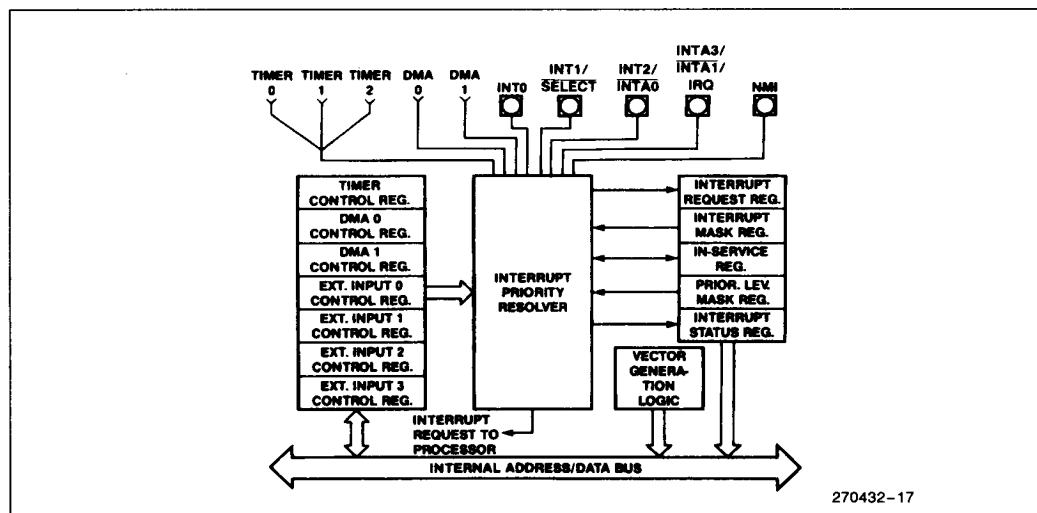 TIMER 0
TIMER 1
TIMER 2
DMA 0
DMA 1
INT0
INT1/
SELECT
INT2/
INTA0
INTA3/
INTA1/
IRQ
NMI
TIMER
CONTROL REG.
DMA 0
CONTROL REG.
DMA 1
CONTROL REG.
EXT. INPUT 0
CONTROL REG.
EXT. INPUT 1
CONTROL REG.
EXT. INPUT 2
CONTROL REG.
EXT. INPUT 3
CONTROL REG.
INTERRUPT
PRIORITY
RESOLVER
INTERRUPT
REQUEST REG.
INTERRUPT
MASK REG.
IN-SERVICE
REG.
PRIOR. LEV.
MASK REG.
INTERRUPT
STATUS REG.
VECTOR
GENERA-
TION
LOGIC
INTERRUPT
REQUEST TO
PROCESSOR
INTERNAL ADDRESS/DATA BUS
270432-17